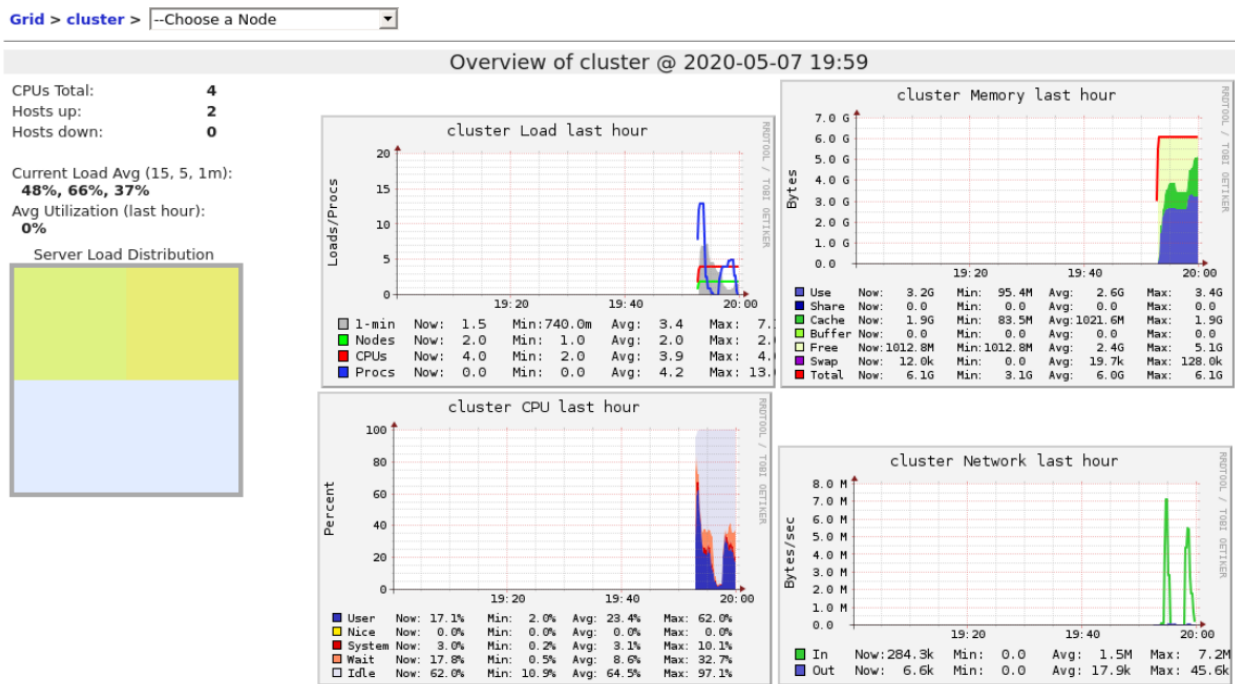 Grid > cluster > --Choose a Node
Overview of cluster @ 2020-05-07 19:59
CPUs Total: 4
Hosts up: 2
Hosts down: 0
Current Load Avg (15, 5, 1m):
48%, 66%, 37%
Avg Utilization (last hour):
0%
Server Load Distribution
cluster Load last hour
RRDTOOL / TOBI OETIKER
Loads/Procs
20
15
10
5
0
19:20 19:40 20:00
1-min Now: 1.5 Min:740.0m Avg: 3.4 Max: 7.
Nodes Now: 2.0 Min: 1.0 Avg: 2.0 Max: 2.
CPUs Now: 4.0 Min: 2.0 Avg: 3.9 Max: 4.
Procs Now: 0.0 Min: 0.0 Avg: 4.2 Max: 13.
cluster Memory last hour
RRDTOOL / TOBI OETIKER
Bytes
7.0 G
6.0 G
5.0 G
4.0 G
3.0 G
2.0 G
1.0 G
0.0
19:20 19:40 20:00
Use Now: 3.2G Min: 95.4M Avg: 2.6G Max: 3.4G
Share Now: 0.0 Min: 0.0 Avg: 0.0 Max: 0.0
Cache Now: 1.9G Min: 83.5M Avg:1021.6M Max: 1.9G
Buffer Now: 0.0 Min: 0.0 Avg: 0.0 Max: 0.0
Free Now:1012.8M Min:1012.8M Avg: 2.4G Max: 5.1G
Swap Now: 12.0k Min: 0.0 Avg: 19.7k Max: 128.0k
Total Now: 6.1G Min: 3.1G Avg: 6.0G Max: 6.1G
cluster CPU last hour
RRDTOOL / TOBI OETIKER
Percent
100
80
60
40
20
0
19:20 19:40 20:00
User Now: 17.1% Min: 2.0% Avg: 23.4% Max: 62.0%
Nice Now: 0.0% Min: 0.0% Avg: 0.0% Max: 0.0%
System Now: 3.0% Min: 0.2% Avg: 3.1% Max: 10.1%
Wait Now: 17.8% Min: 0.5% Avg: 8.6% Max: 32.7%
Idle Now: 62.0% Min: 10.9% Avg: 64.5% Max: 97.1%
cluster Network last hour
RRDTOOL / TOBI OETIKER
Bytes/sec
8.0 M
7.0 M
6.0 M
5.0 M
4.0 M
3.0 M
2.0 M
1.0 M
0.0
19:20 19:40 20:00
In Now:284.3k Min: 0.0 Avg: 1.5M Max: 7.2M
Out Now: 6.6k Min: 0.0 Avg: 17.9k Max: 45.6k